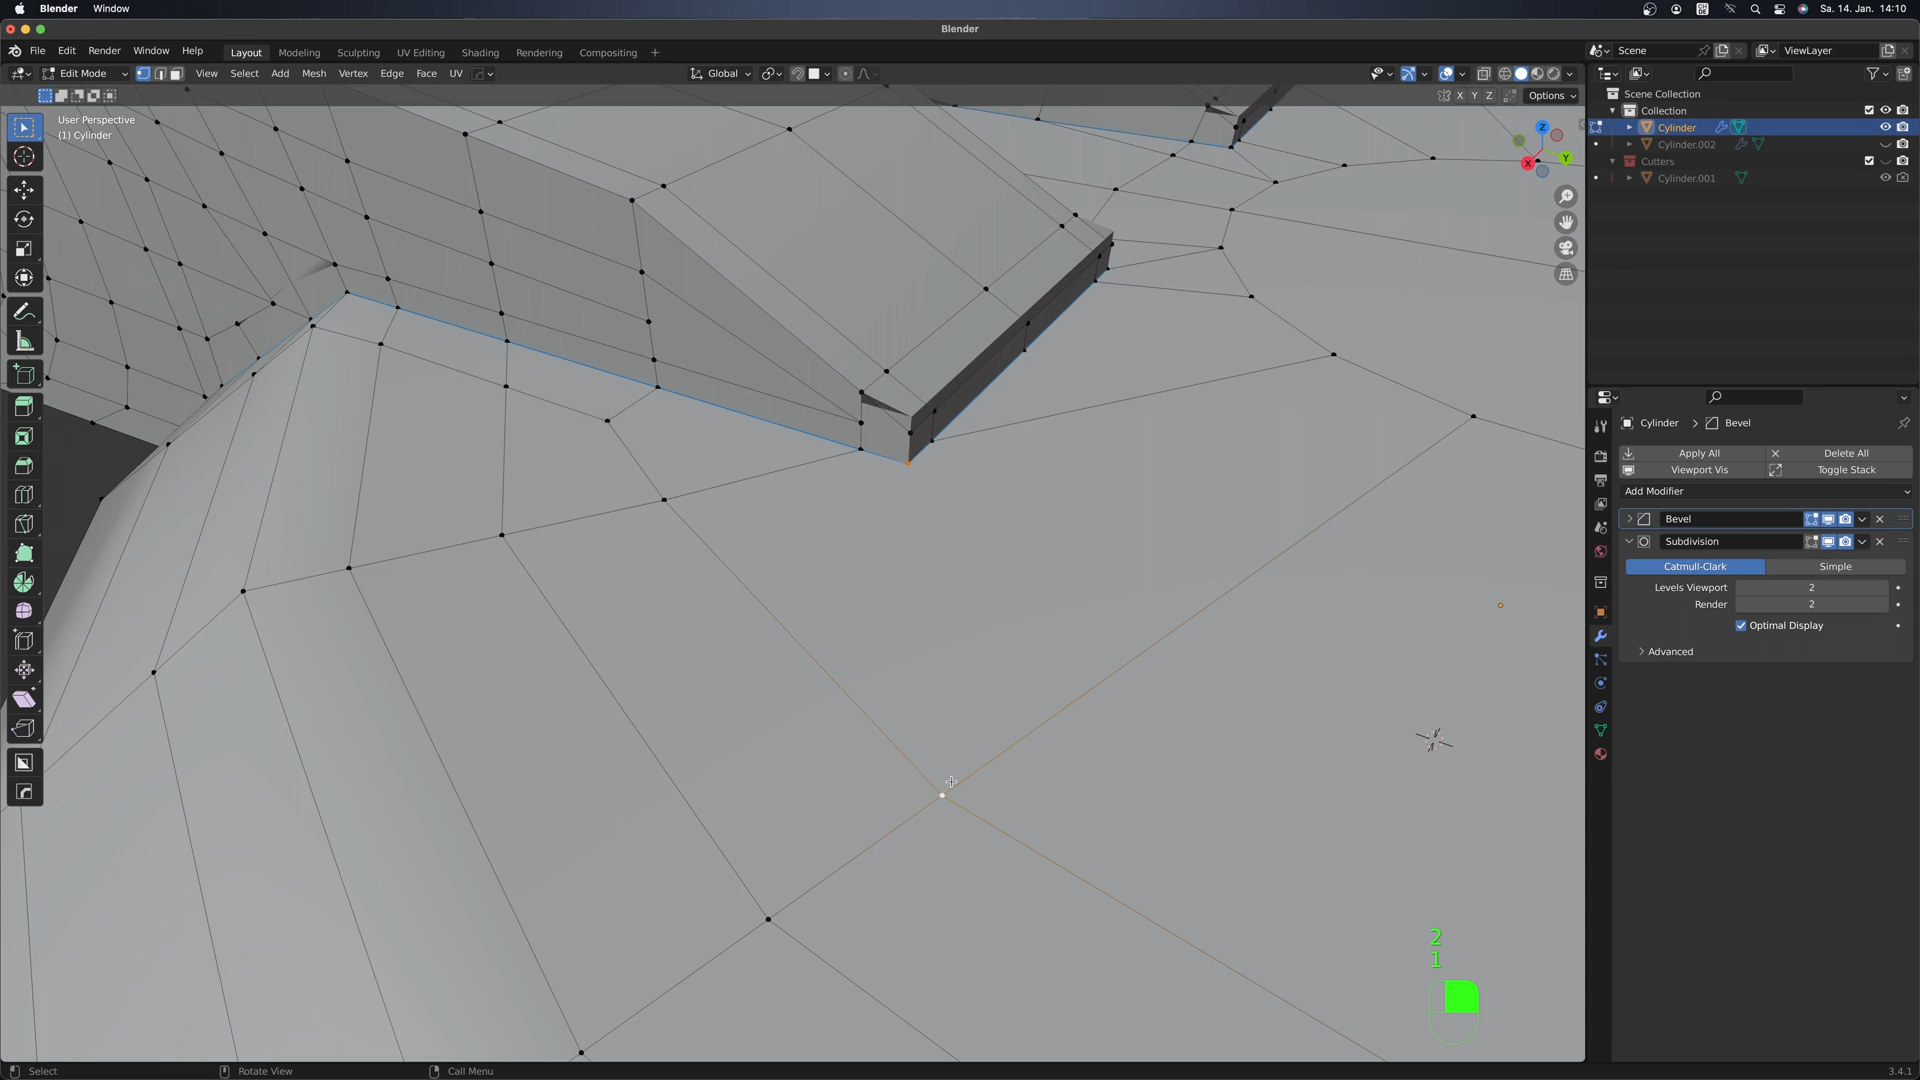 Blender Window
Sa. 14. Jan. 14:10
Blender
File Edit Render Window Help
Layout Modeling Sculpting UV Editing Shading Rendering Compositing +
Scene
ViewLayer
Edit Mode
View Select Add Mesh Vertex Edge Face UV
Global
X Y Z
Options
User Perspective
(1) Cylinder
Z
X
Y
Scene Collection
Collection
Cylinder
Cylinder.002
Cutters
Cylinder.001
Cylinder > Bevel
Apply All
Delete All
Viewport Vis
Toggle Stack
Add Modifier
Bevel
Subdivision
Catmull-Clark
Simple
Levels Viewport 2
Render 2
Optimal Display
Advanced
2
1
Select
Rotate View
Call Menu
3.4.1